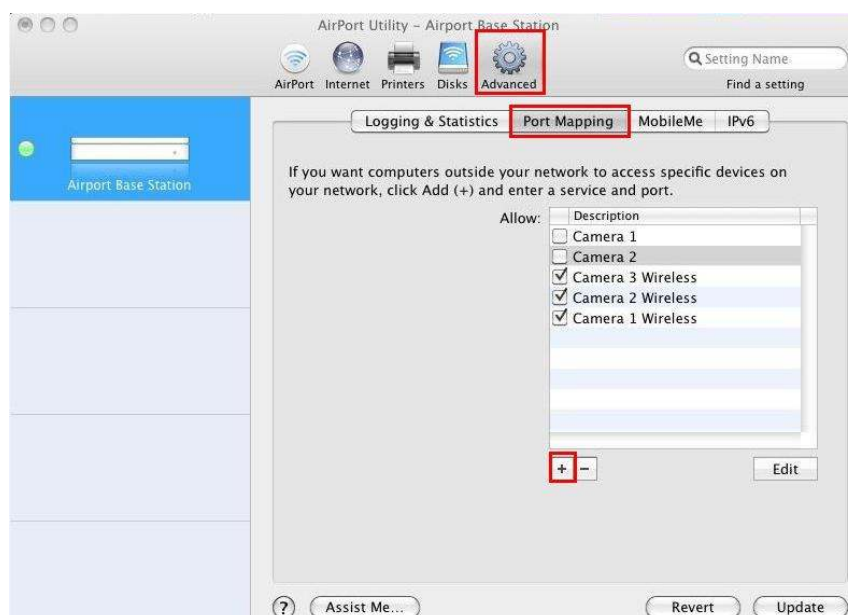 AirPort Utility – Airport Base Station
AirPort Internet Printers Disks Advanced
Setting Name
Find a setting
Logging & Statistics Port Mapping MobileMe IPv6
Airport Base Station
If you want computers outside your network to access specific devices on
your network, click Add (+) and enter a service and port.
Allow:
Description
Camera 1
Camera 2
Camera 3 Wireless
Camera 2 Wireless
Camera 1 Wireless
+ −
Edit
? Assist Me...
Revert
Update